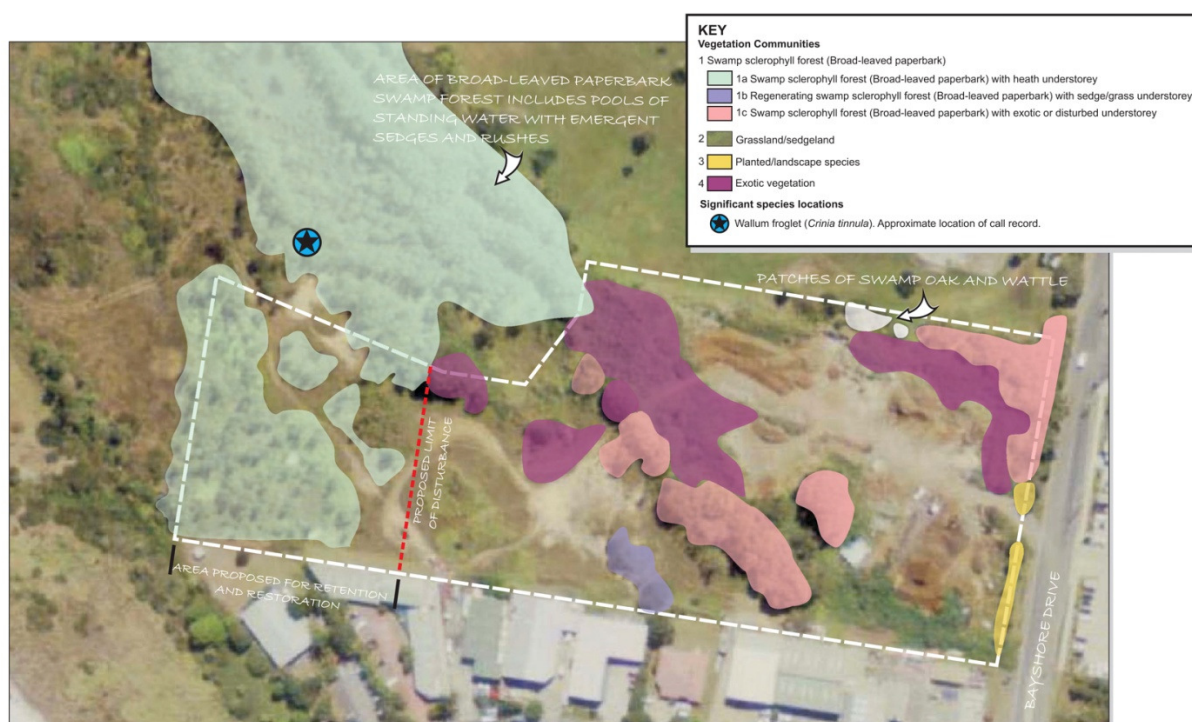 KEY
Vegetation Communities
1 Swamp sclerophyll forest (Broad-leaved paperbark)
1a Swamp sclerophyll forest (Broad-leaved paperbark) with heath understorey
1b Regenerating swamp sclerophyll forest (Broad-leaved paperbark) with sedge/grass understorey
1c Swamp sclerophyll forest (Broad-leaved paperbark) with exotic or disturbed understorey
2 Grassland/sedgeland
3 Planted/landscape species
4 Exotic vegetation
Significant species locations
Wallum froglet (Crinia tinnula). Approximate location of call record.
AREA OF BROAD-LEAVED PAPERBARK
SWAMP FOREST INCLUDES POOLS OF
STANDING WATER WITH EMERGENT
SEDGES AND RUSHES
PATCHES OF SWAMP OAK AND WATTLE
PROPOSED LIMIT
OF DISTURBANCE
AREA PROPOSED FOR RETENTION
AND RESTORATION
BAYSHORE DRIVE